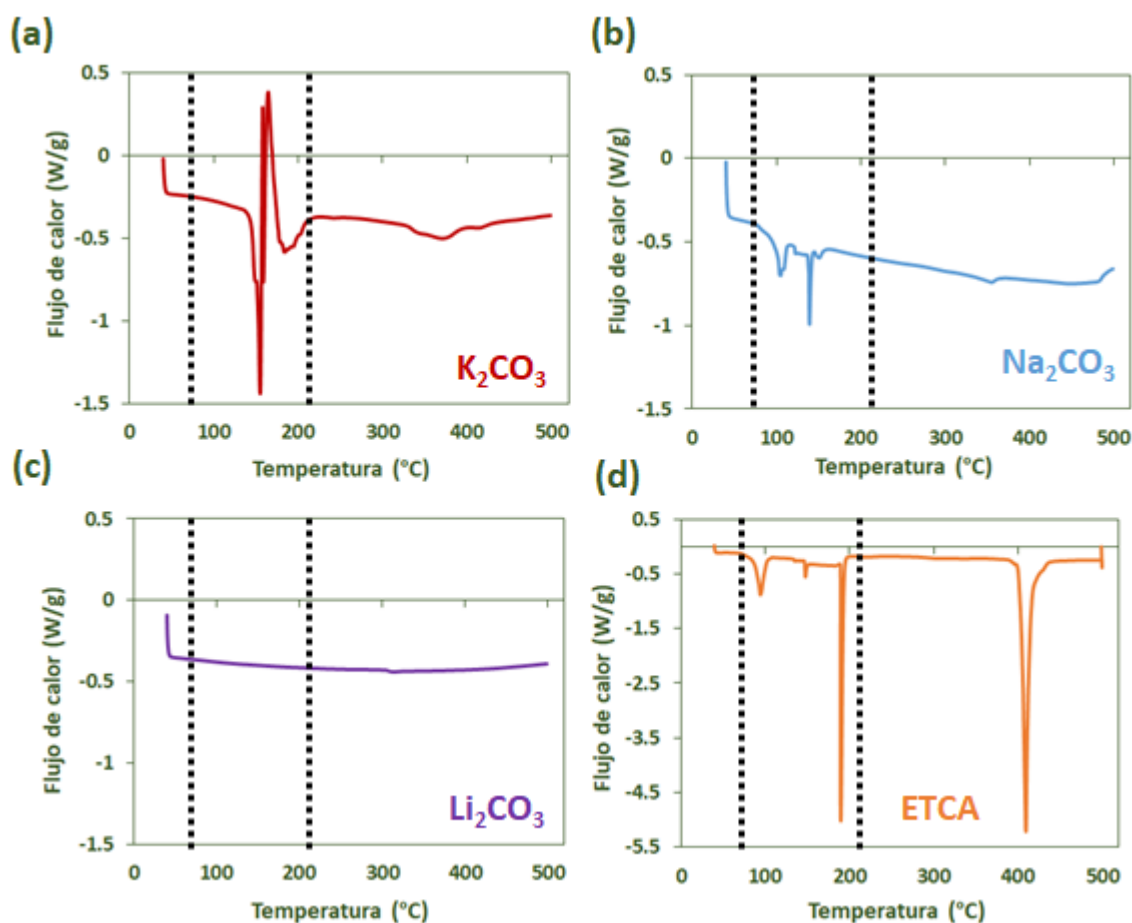 (a)
0.5
0
-0.5
-1
-1.5
Flujo de calor (W/g)
K₂CO₃
0 100 200 300 400 500
Temperatura (°C)
(b)
0.5
0
-0.5
-1
-1.5
Flujo de calor (W/g)
Na₂CO₃
0 100 200 300 400 500
Temperatura (°C)
(c)
0.5
0
-0.5
-1
-1.5
Flujo de calor (W/g)
Li₂CO₃
0 100 200 300 400 500
Temperatura (°C)
(d)
0.5
-0.5
-1.5
-2.5
-3.5
-4.5
-5.5
Flujo de calor (W/g)
ETCA
0 100 200 300 400 500
Temperatura (°C)